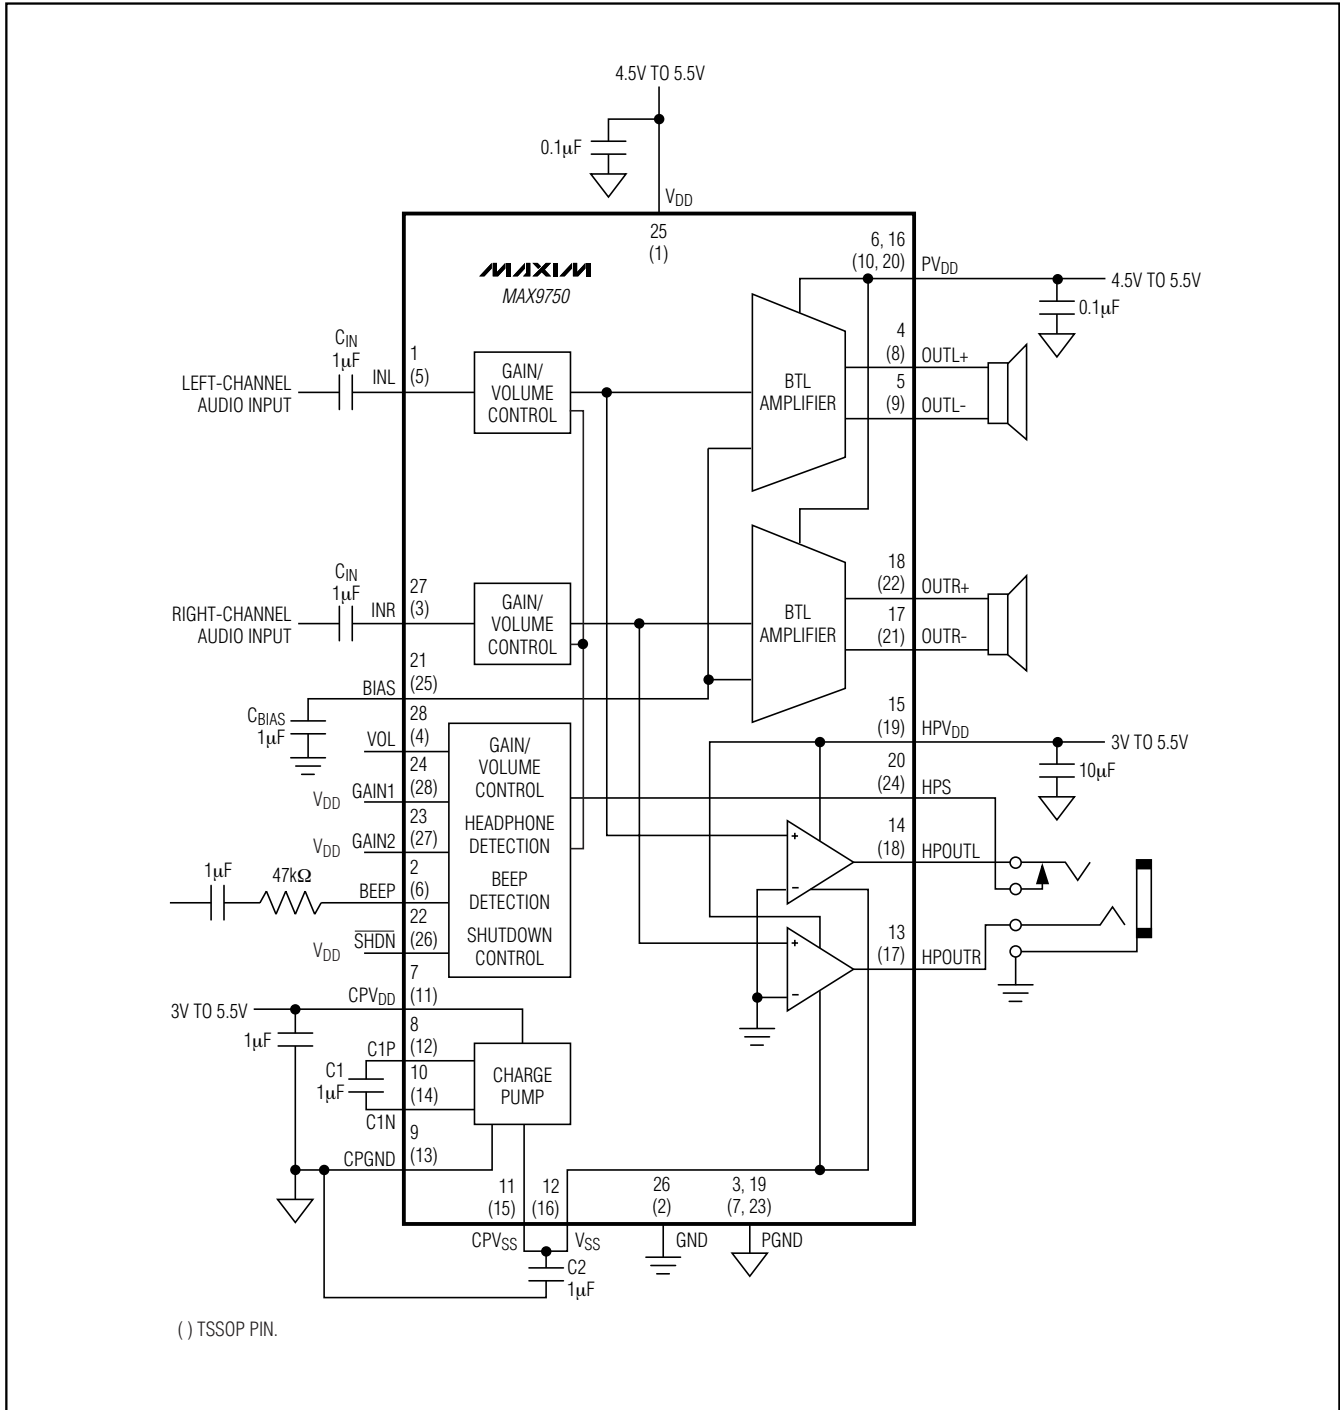 4.5V TO 5.5V
0.1µF
VDD
25
(1)
6, 16
(10, 20)
PVDD
4.5V TO 5.5V
0.1µF
MAXIM
MAX9750
CIN
1µF
LEFT-CHANNEL
AUDIO INPUT
INL
1
(5)
GAIN/
VOLUME
CONTROL
BTL
AMPLIFIER
4
(8)
OUTL+
5
(9)
OUTL-
CIN
1µF
RIGHT-CHANNEL
AUDIO INPUT
INR
27
(3)
GAIN/
VOLUME
CONTROL
BTL
AMPLIFIER
18
(22)
OUTR+
17
(21)
OUTR-
BIAS
21
(25)
CBIAS
1µF
VOL
28
(4)
VDD
GAIN1
24
(28)
VDD
GAIN2
23
(27)
1µF
47kΩ
BEEP
2
(6)
VDD
SHDN
22
(26)
GAIN/
VOLUME
CONTROL
HEADPHONE
DETECTION
BEEP
DETECTION
SHUTDOWN
CONTROL
15
(19)
HPVDD
3V TO 5.5V
10µF
20
(24)
HPS
+
−
14
(18)
HPOUTL
+
−
13
(17)
HPOUTR
3V TO 5.5V
CPVDD
7
(11)
1µF
C1P
8
(12)
C1
1µF
10
(14)
C1N
CHARGE
PUMP
CPGND
9
(13)
11
(15)
12
(16)
26
(2)
3, 19
(7, 23)
CPVSS
VSS
GND
PGND
C2
1µF
( ) TSSOP PIN.